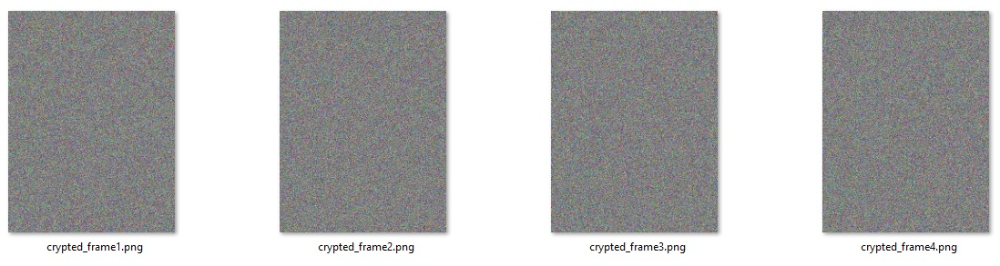 crypted_frame1.png
crypted_frame2.png
crypted_frame3.png
crypted_frame4.png